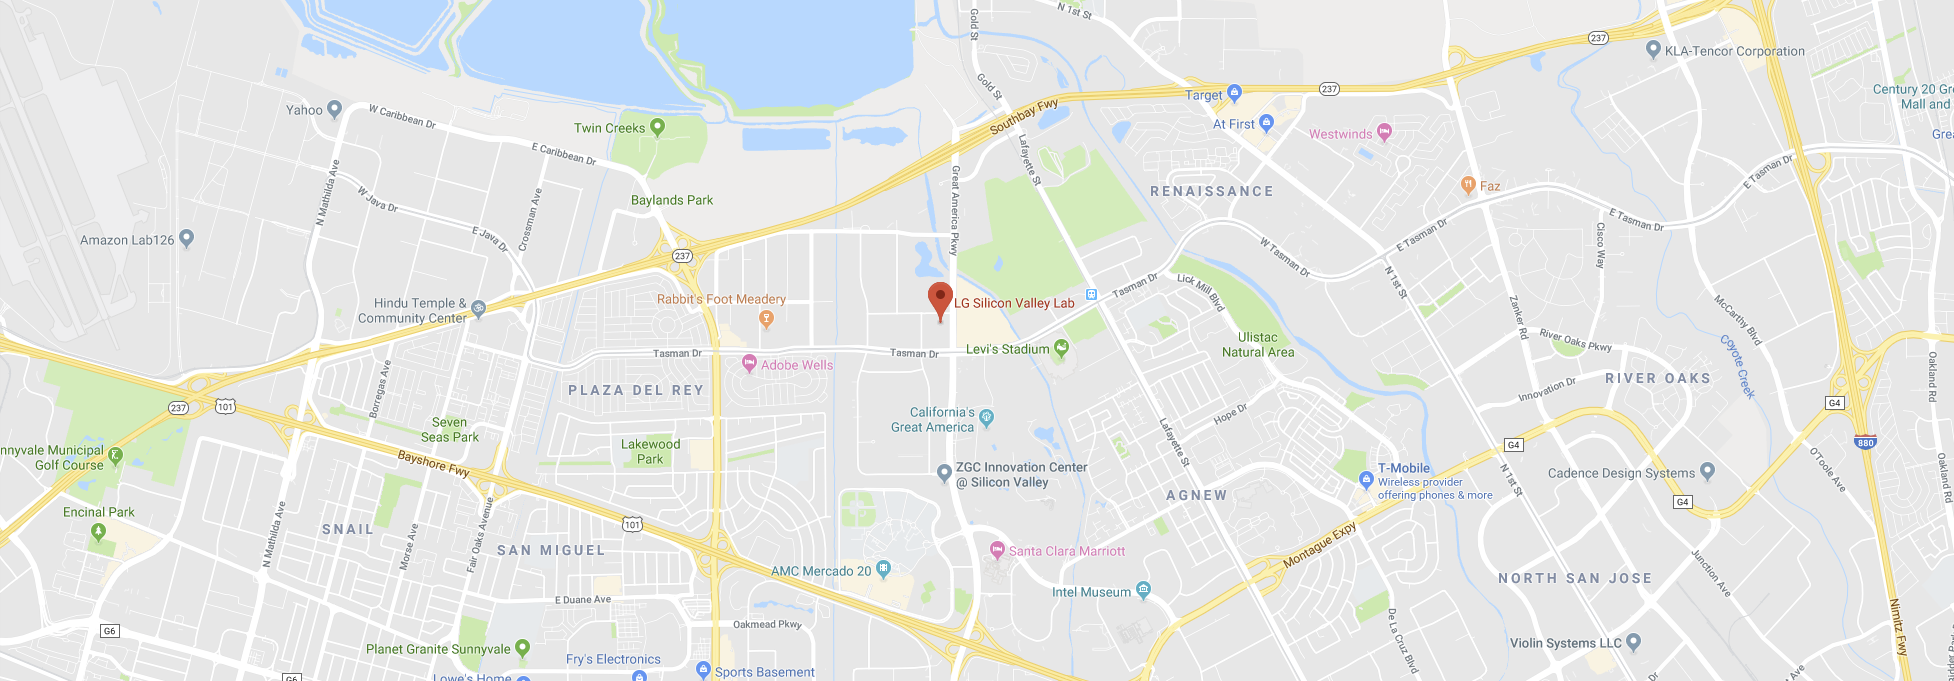 Gold St
N 1st St
237
KLA-Tencor Corporation
Gold St
Target
237
Century 20 Gr
Mall and
Yahoo
W Caribbean Dr
Southbay Fwy
At First
Westwinds
Grea
Twin Creeks
E Caribbean Dr
Lafayette St
E Tasman Dr
N Mathilda Ave
W Java Dr
Crossman Ave
Baylands Park
Great America Pkwy
RENAISSANCE
Faz
Amazon Lab126
E Java Dr
E Tasman Dr
E Tasman Dr
Cisco Way
237
W Tasman Dr
Tasman Dr
Lick Mill Blvd
N 1st St
Hindu Temple &
Community Center
Rabbit's Foot Meadery
LG Silicon Valley Lab
Zanker Rd
McCarthy Blvd
Ulistac
Natural Area
River Oaks Pkwy
Tasman Dr
Tasman Dr
Levi's Stadium
Adobe Wells
Coyote Creek
Oakland Rd
Borregas Ave
PLAZA DEL REY
RIVER OAKS
Innovation Dr
237
101
G4
Seven
Seas Park
California's
Great America
Hope Dr
Lafayette St
G4
880
nnyvale Municipal
Golf Course
Bayshore Fwy
Lakewood
Park
ZGC Innovation Center
@ Silicon Valley
T-Mobile
Wireless provider
offering phones & more
N 1st St
Cadence Design Systems
O'Toole Ave
Oakland Rd
AGNEW
G4
Encinal Park
SNAIL
N Mathilda Ave
Morse Ave
Fair Oaks Avenue
101
SAN MIGUEL
Santa Clara Marriott
Montague Expy
Junction Ave
AMC Mercado 20
Intel Museum
NORTH SAN JOSE
E Duane Ave
De La Cruz Blvd
Nimitz Fwy
G6
Oakmead Pkwy
Planet Granite Sunnyvale
Violin Systems LLC
Fry's Electronics
Sports Basement
Lowe's Home
G6